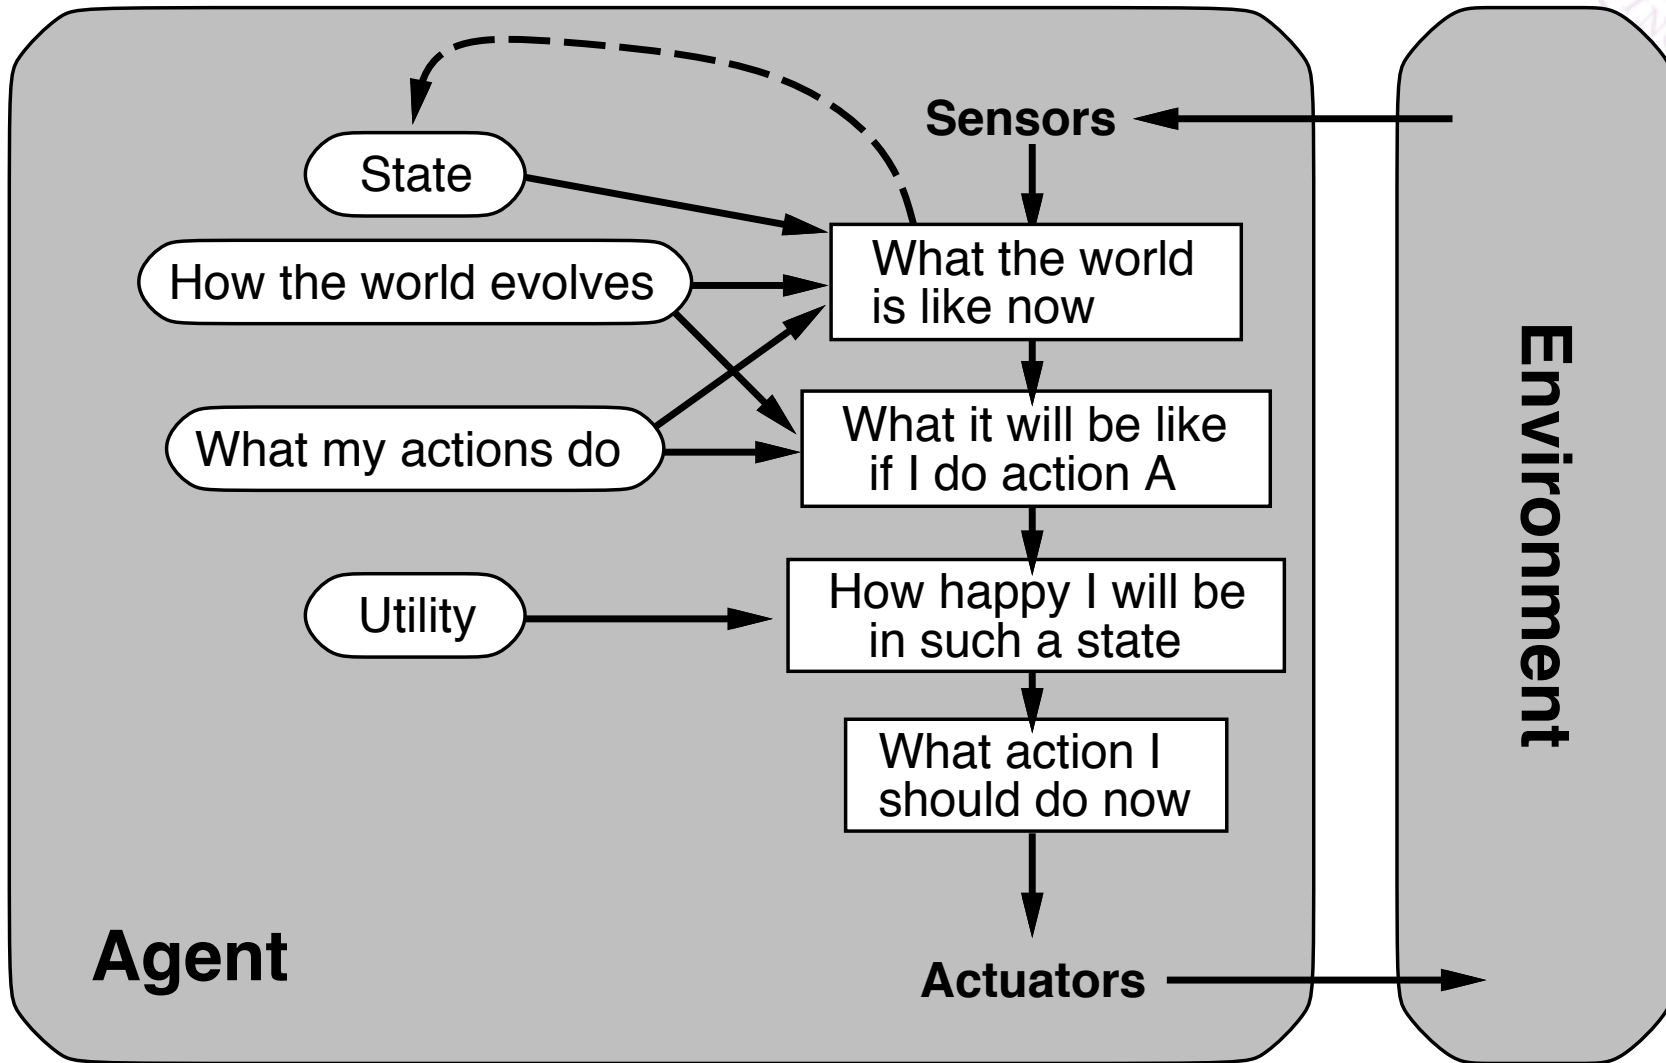 Sensors
State
What the world
is like now
How the world evolves
What it will be like
if I do action A
What my actions do
How happy I will be
in such a state
Utility
What action I
should do now
Agent
Actuators
Environment